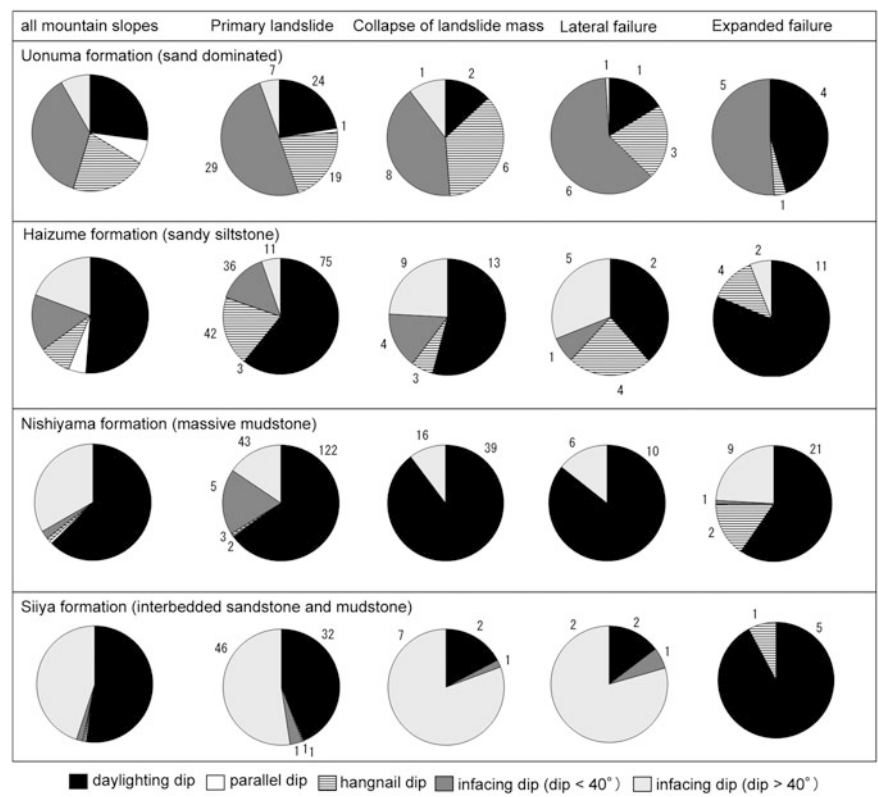 all mountain slopes Primary landslide Collapse of landslide mass Lateral failure Expanded failure
Uonuma formation (sand dominated)
7 24 1 19 29
1 2 6 8
1 1 3 6
5 4 1
Haizume formation (sandy siltstone)
36 11 75 42 3
9 13 4 3
5 2 1 4
4 2 11
Nishiyama formation (massive mudstone)
43 122 5 3 2
16 39
6 10
9 21 1 2
Siiya formation (interbedded sandstone and mudstone)
46 32 1 1 1
7 2 1
2 2 1
1 5
daylighting dip parallel dip hangnail dip infacing dip (dip < 40°) infacing dip (dip > 40°)